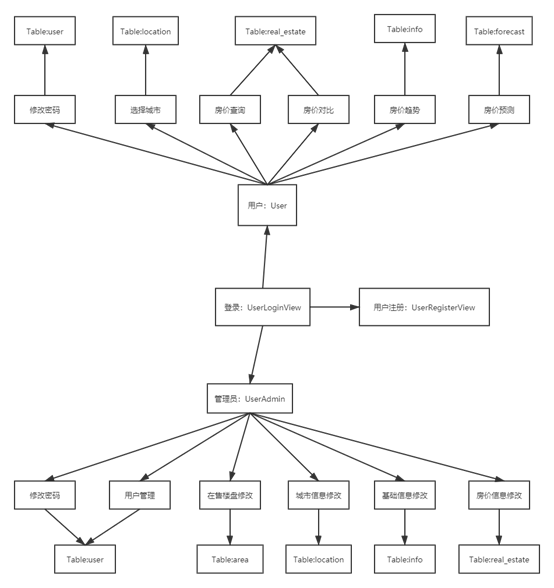 Table:user
Table:location
Table:real_estate
Table:info
Table:forecast
修改密码
选择城市
房价查询
房价对比
房价趋势
房价预测
用户：User
登录：UserLoginView
用户注册：UserRegisterView
管理员：UserAdmin
修改密码
用户管理
在售楼盘修改
城市信息修改
基础信息修改
房价信息修改
Table:user
Table:area
Table:location
Table:info
Table:real_estate